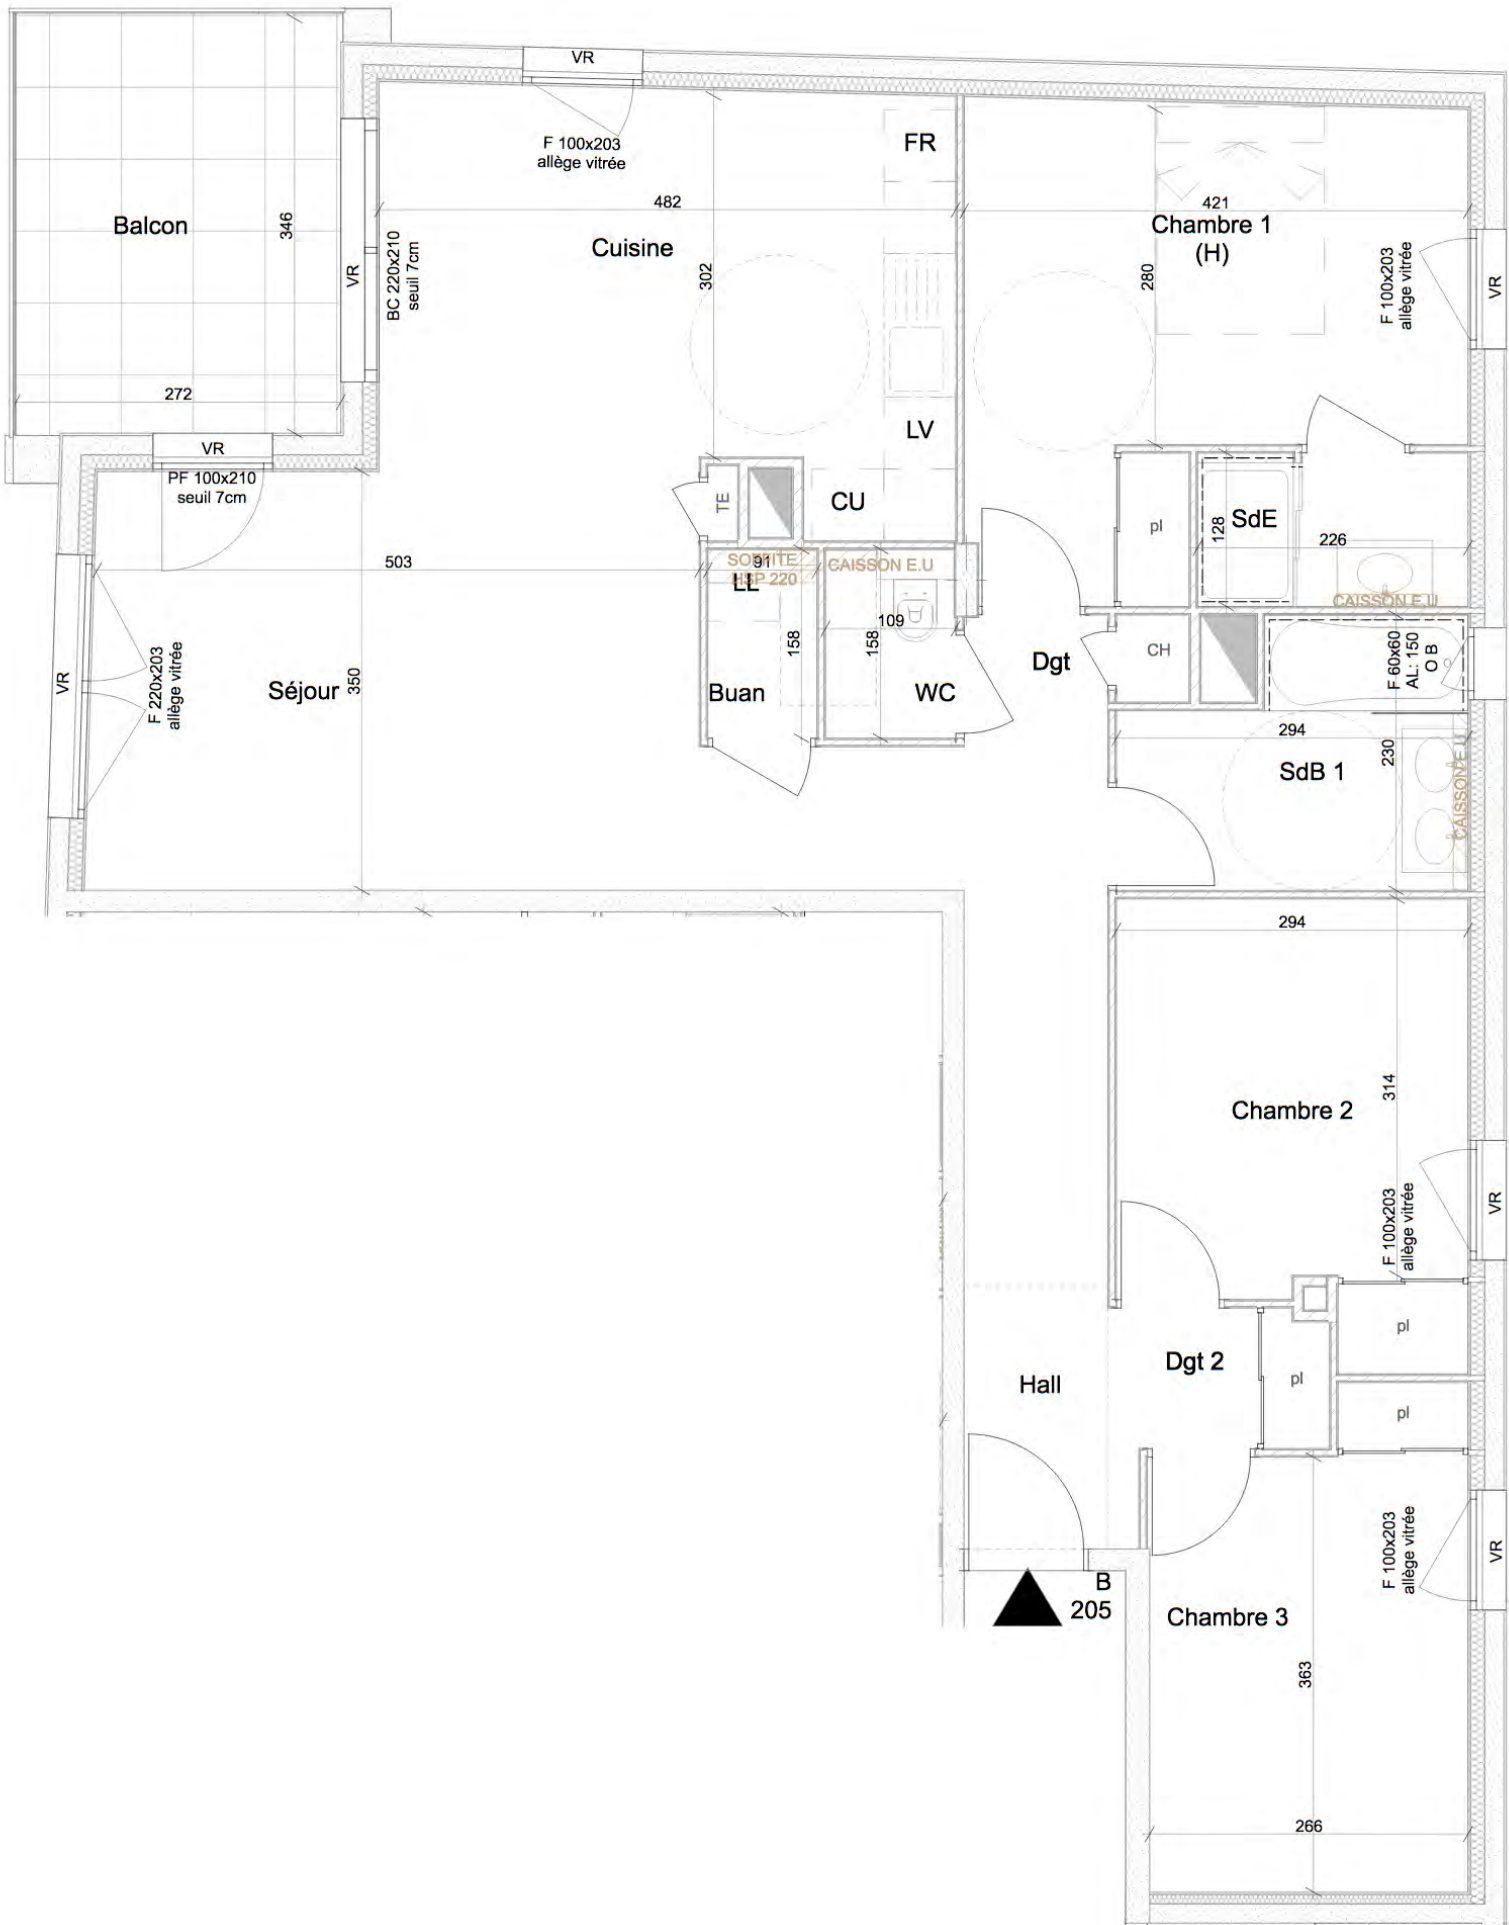 VR
F 100x203
allège vitrée
FR
482
421
Balcon
346
VR
BC 220x210
seuil 7cm
Cuisine
302
Chambre 1
(H)
280
F 100x203
allège vitrée
VR
272
LV
VR
PF 100x210
seuil 7cm
TE
CU
pl
128
SdE
226
503
SOFFITE
HSP 220
91
LL
CAISSON E.U
CAISSON E.U
109
158
158
Buan
WC
Dgt
CH
F 60x60
AL: 150
O B
VR
F 220x203
allège vitrée
Séjour
350
294
230
SdB 1
CAISSON E.U
294
314
Chambre 2
F 100x203
allège vitrée
VR
pl
Dgt 2
Hall
pl
pl
F 100x203
allège vitrée
VR
B
205
Chambre 3
363
266